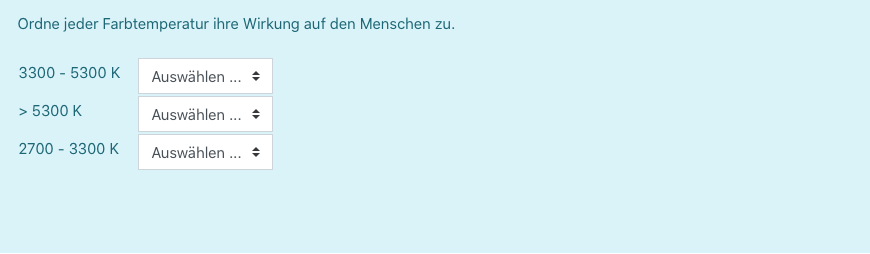 Ordne jeder Farbtemperatur ihre Wirkung auf den Menschen zu.
3300 - 5300 K Auswählen ...
> 5300 K Auswählen ...
2700 - 3300 K Auswählen ...